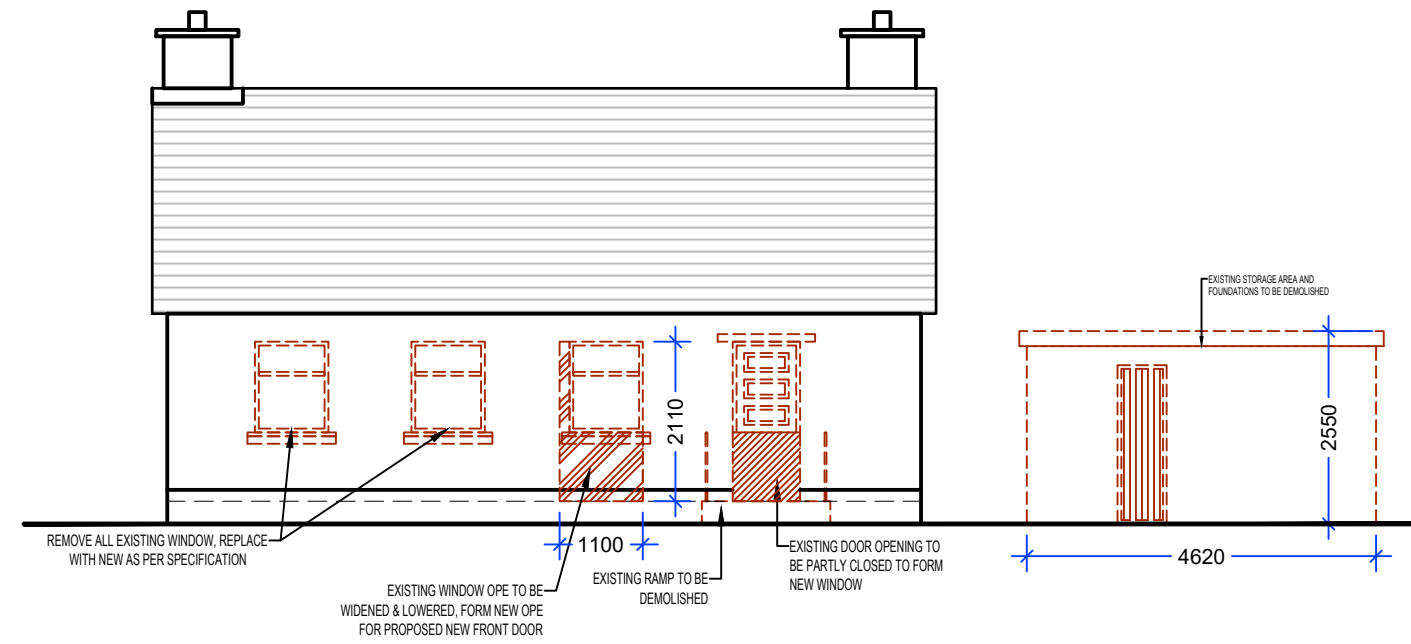 EXISTING STORAGE AREA AND
FOUNDATIONS TO BE DEMOLISHED
2110
2550
REMOVE ALL EXISTING WINDOW, REPLACE
WITH NEW AS PER SPECIFICATION
1100
EXISTING WINDOW OPE TO BE
WIDENED & LOWERED, FORM NEW OPE
FOR PROPOSED NEW FRONT DOOR
EXISTING RAMP TO BE
DEMOLISHED
EXISTING DOOR OPENING TO
BE PARTLY CLOSED TO FORM
NEW WINDOW
4620